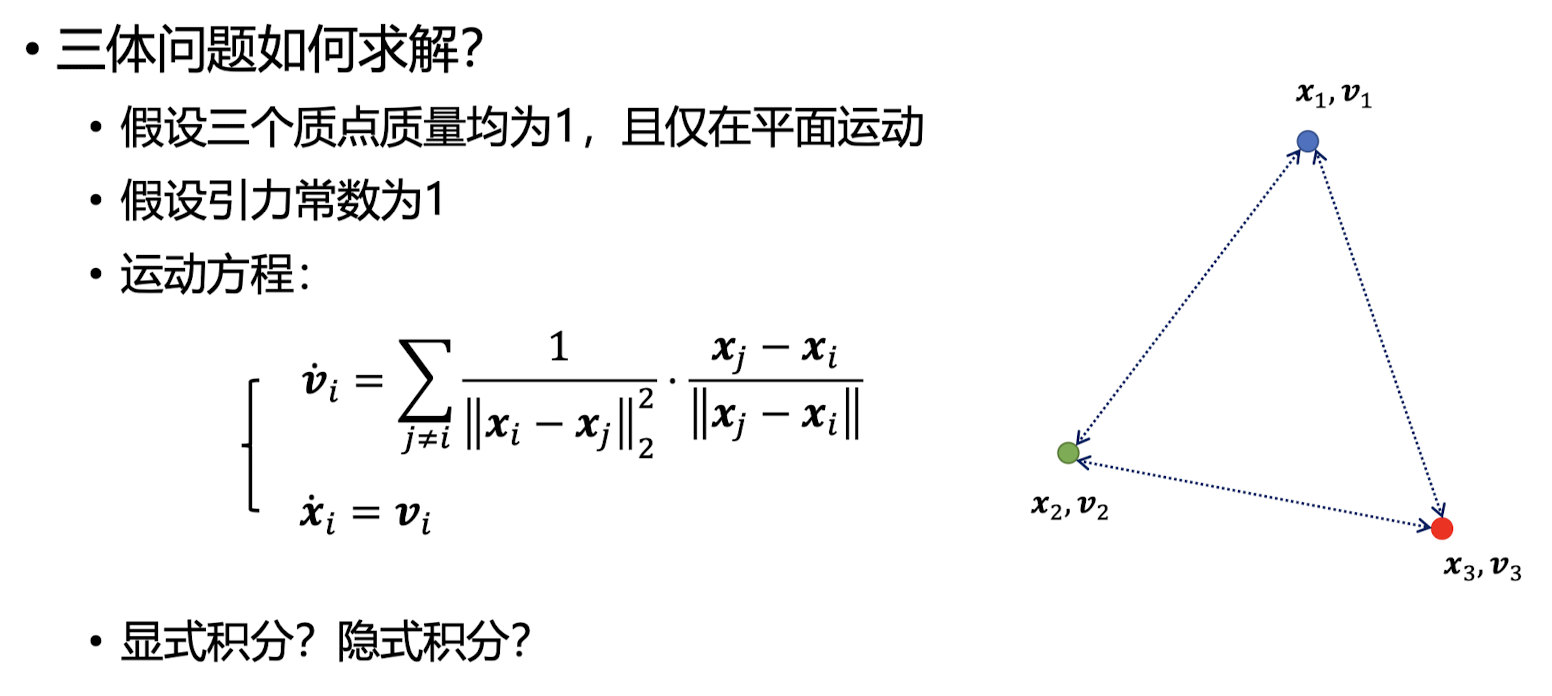 • 三体问题如何求解?
• 假设三个质点质量均为1，且仅在平面运动
• 假设引力常数为1
• 运动方程：
$\dot{\boldsymbol{v}}_i = \sum_{j \neq i} \frac{1}{\|\boldsymbol{x}_i - \boldsymbol{x}_j\|_2^2} \cdot \frac{\boldsymbol{x}_j - \boldsymbol{x}_i}{\|\boldsymbol{x}_j - \boldsymbol{x}_i\|}$
$\dot{\boldsymbol{x}}_i = \boldsymbol{v}_i$
• 显式积分？隐式积分？
$\boldsymbol{x}_1, \boldsymbol{v}_1$
$\boldsymbol{x}_2, \boldsymbol{v}_2$
$\boldsymbol{x}_3, \boldsymbol{v}_3$